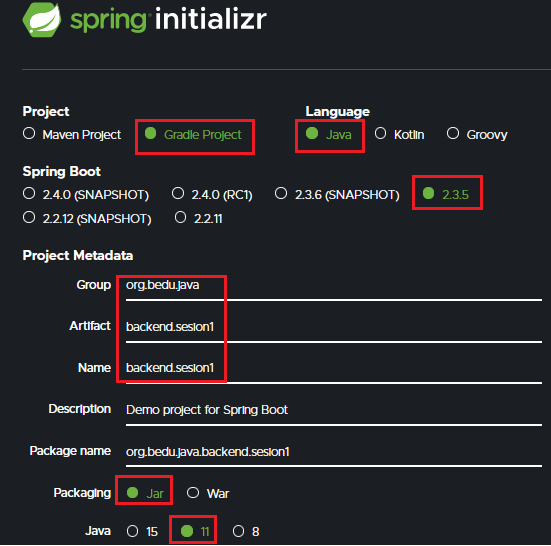 spring initializr
Project Language
Maven Project Gradle Project Java Kotlin Groovy
Spring Boot
2.4.0 (SNAPSHOT) 2.4.0 (RC1) 2.3.6 (SNAPSHOT) 2.3.5
2.2.12 (SNAPSHOT) 2.2.11
Project Metadata
Group org.bedu.java
Artifact backend.sesion1
Name backend.sesion1
Description Demo project for Spring Boot
Package name org.bedu.java.backend.sesion1
Packaging Jar War
Java 15 11 8